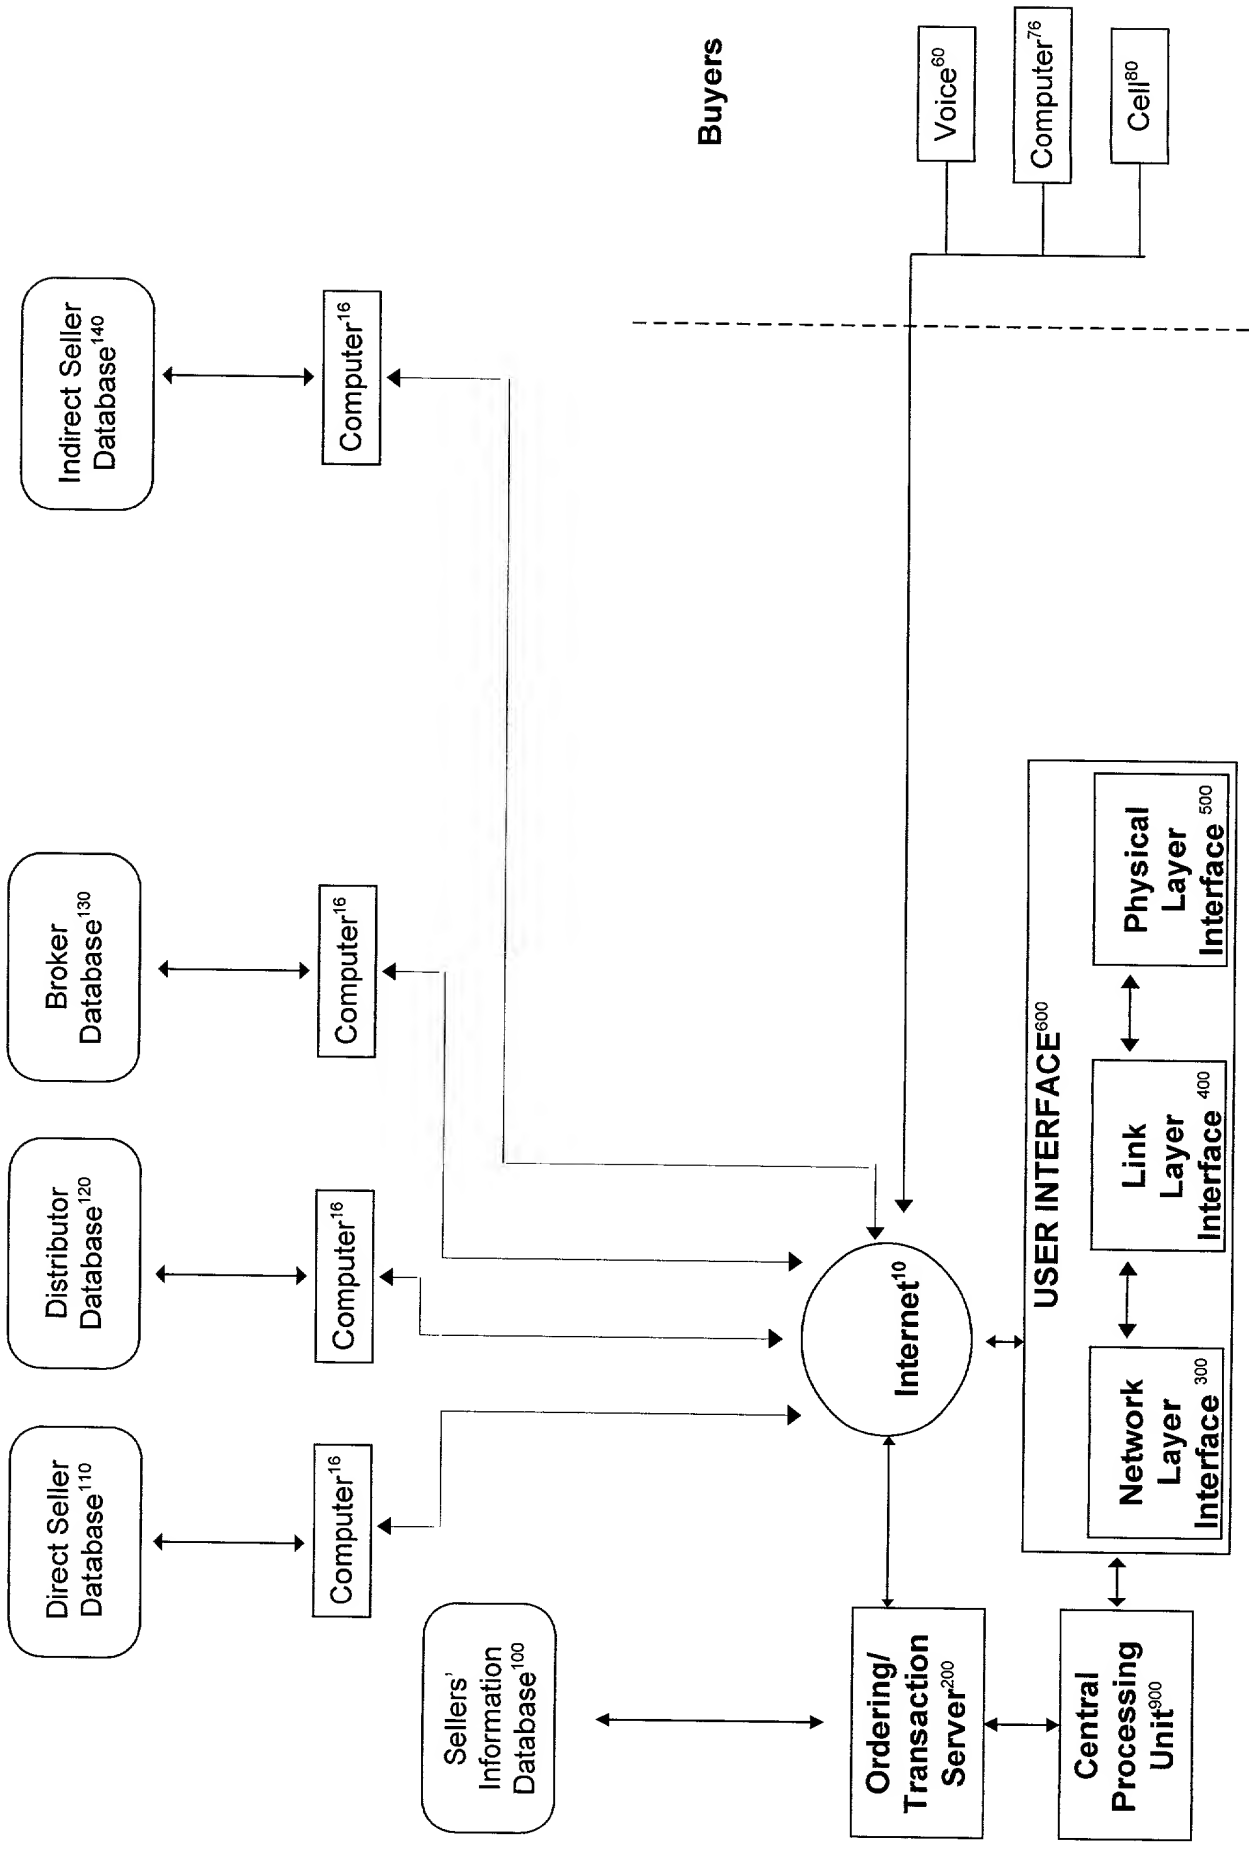 Direct Seller
Database110
Distributor
Database120
Broker
Database130
Indirect Seller
Database140
Computer16
Computer16
Computer16
Computer16
Sellers'
Information
Database100
Buyers
Ordering/
Transaction
Server200
Internet10
Voice60
Computer76
Cell80
Central
Processing
Unit900
USER INTERFACE600
Network
Layer
Interface 300
Link
Layer
Interface 400
Physical
Layer
Interface 500